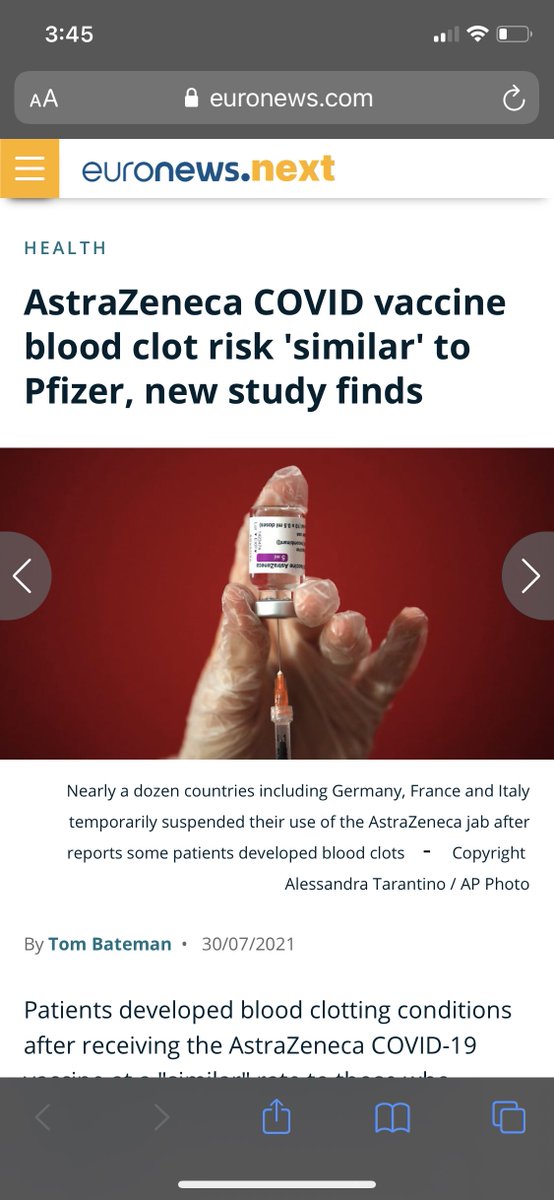 3:45
AA euronews.com
euronews.next
HEALTH
AstraZeneca COVID vaccine
blood clot risk 'similar' to
Pfizer, new study finds
Nearly a dozen countries including Germany, France and Italy
temporarily suspended their use of the AstraZeneca jab after
reports some patients developed blood clots - Copyright
Alessandra Tarantino / AP Photo
By Tom Bateman • 30/07/2021
Patients developed blood clotting conditions
after receiving the AstraZeneca COVID-19